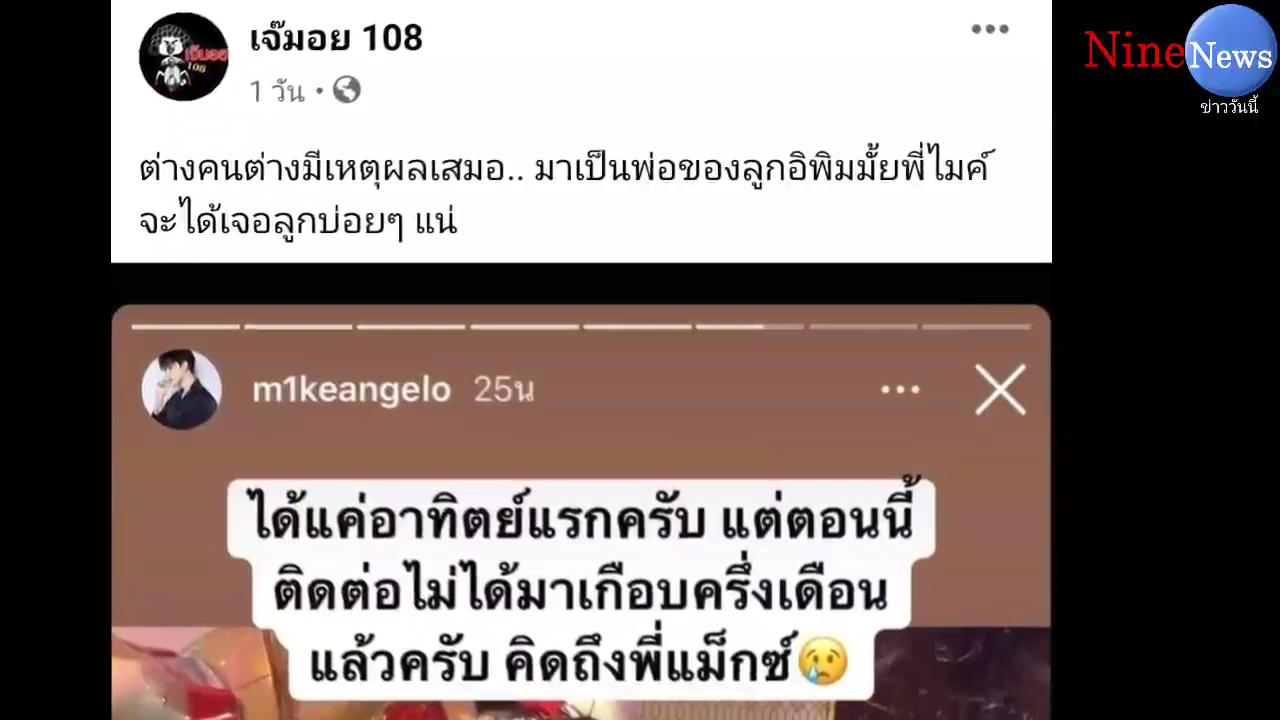 เจ๊มอย 108
1 วัน
NineNews
ข่าววันนี้
เจ๊มอย
108
ต่างคนต่างมีเหตุผลเสมอ.. มาเป็นพ่อของลูกอิพิมมั้ยพี่ไมค์
จะได้เจอลูกบ่อยๆ แน่
m1keangelo 25น
ได้แค่อาทิตย์แรกครับ แต่ตอนนี้
ติดต่อไม่ได้มาเกือบครึ่งเดือน
แล้วครับ คิดถึงพี่แม็กซ์😢